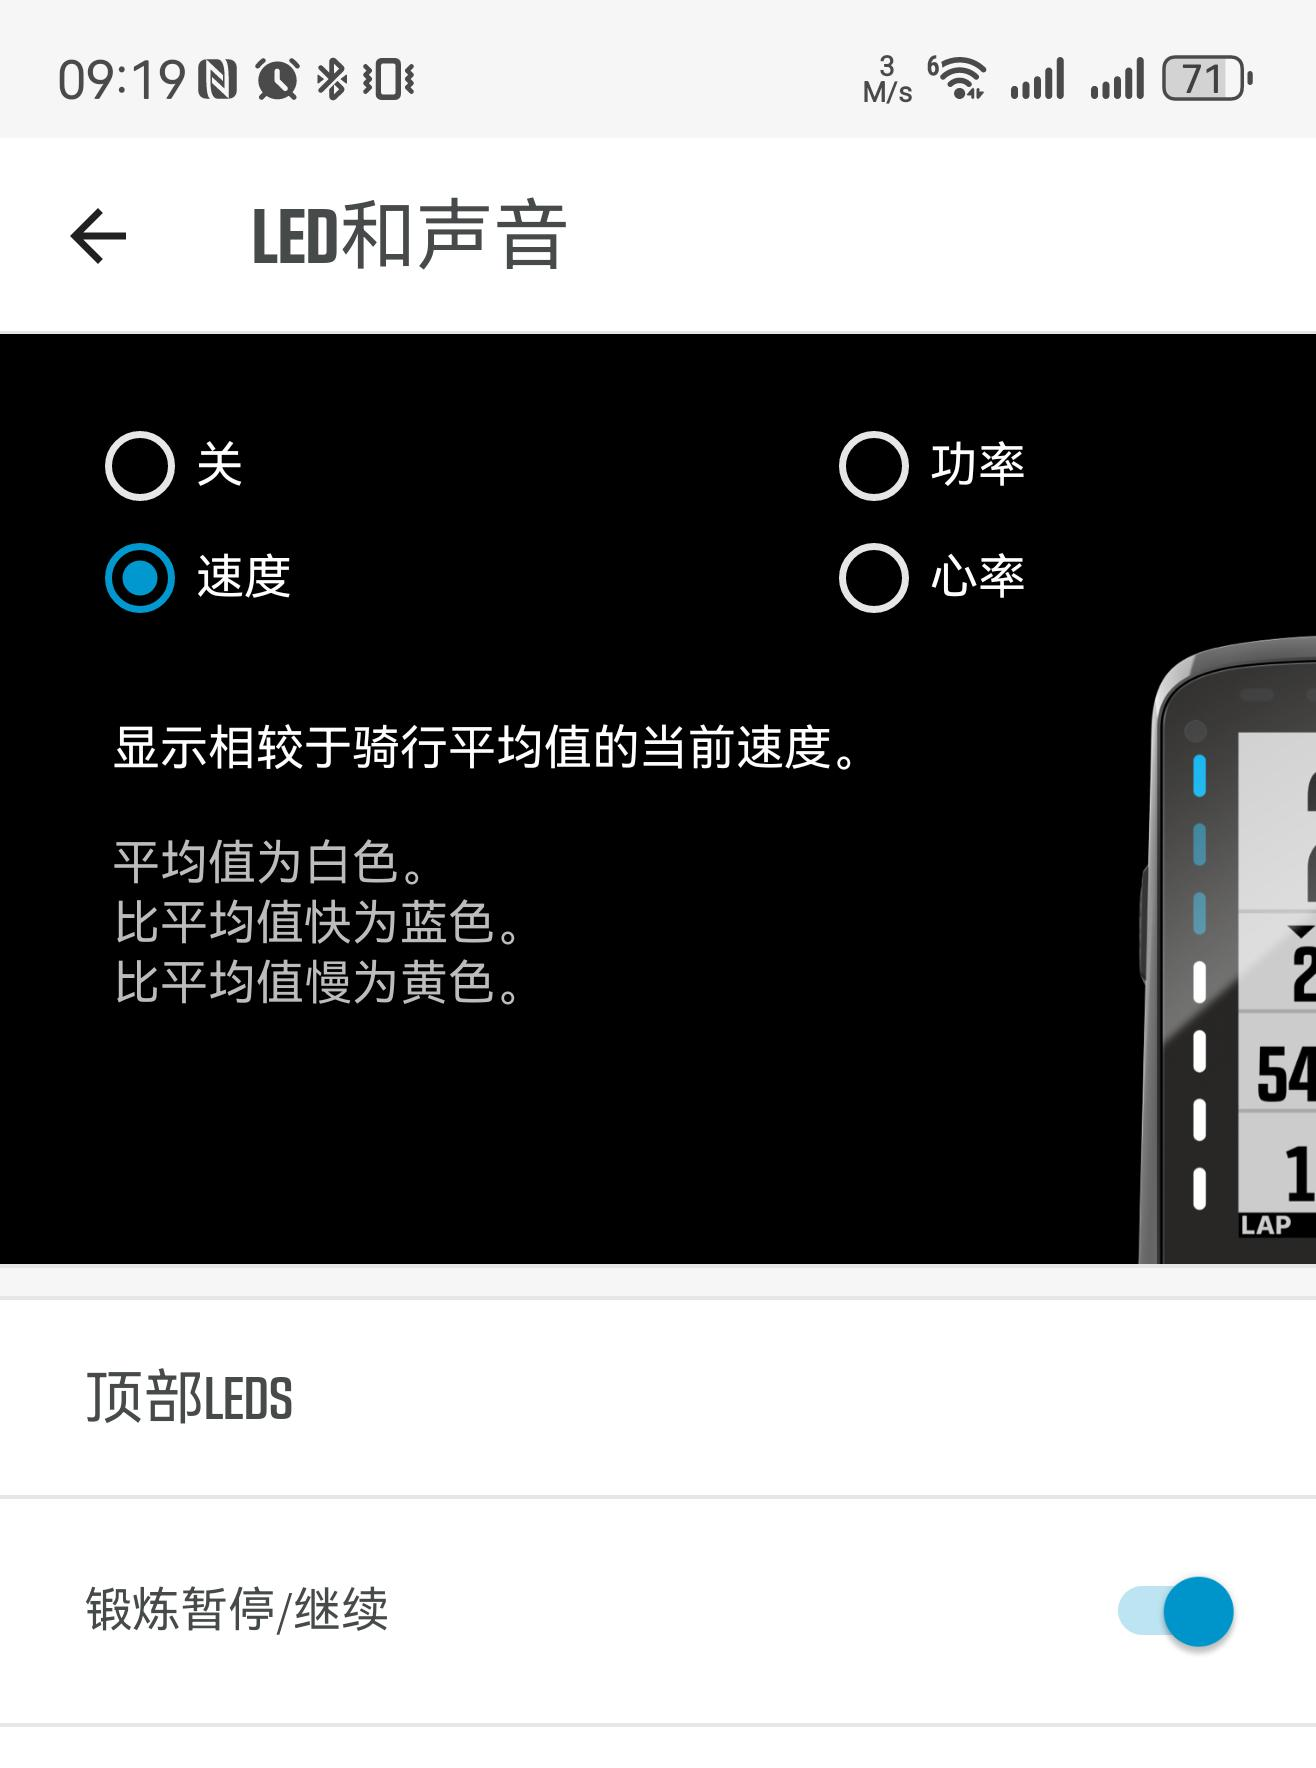 09:19
3
M/s
6
71
LED和声音
关
功率
速度
心率
显示相较于骑行平均值的当前速度。
平均值为白色。
比平均值快为蓝色。
比平均值慢为黄色。
2
54
1
LAP
顶部LEDS
锻炼暂停/继续